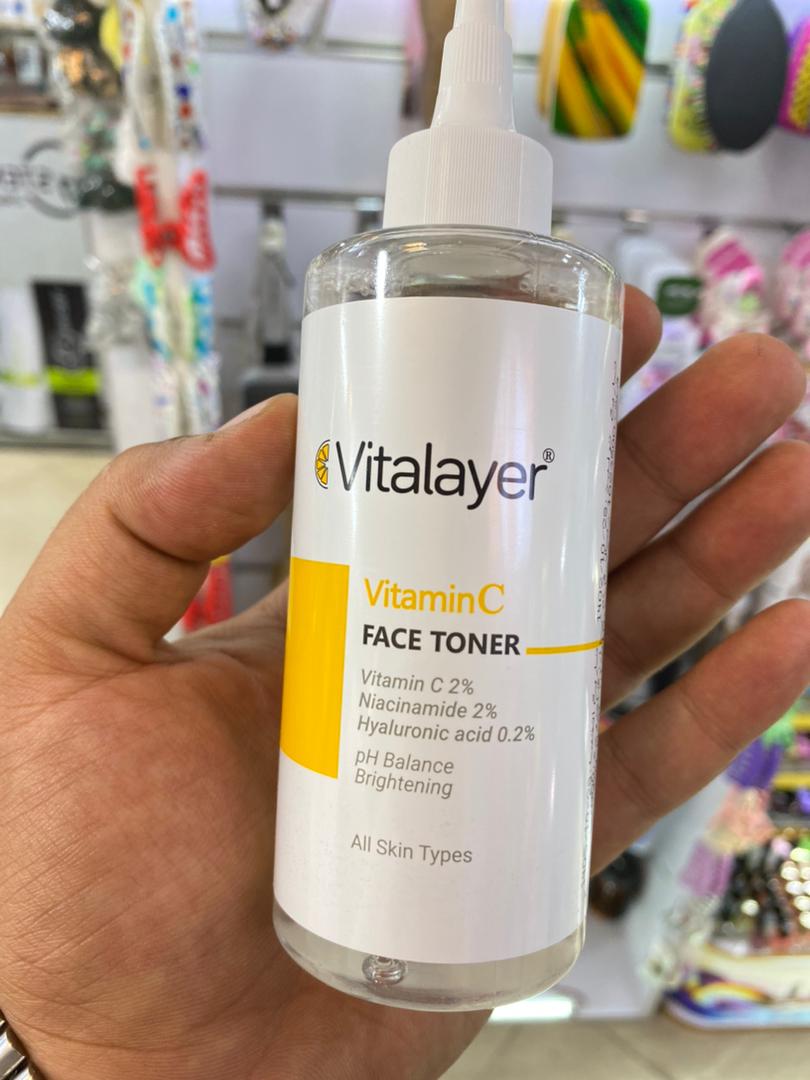 Vitalayer®
Vitamin C
FACE TONER
Vitamin C 2%
Niacinamide 2%
Hyaluronic acid 0.2%
pH Balance
Brightening
All Skin Types